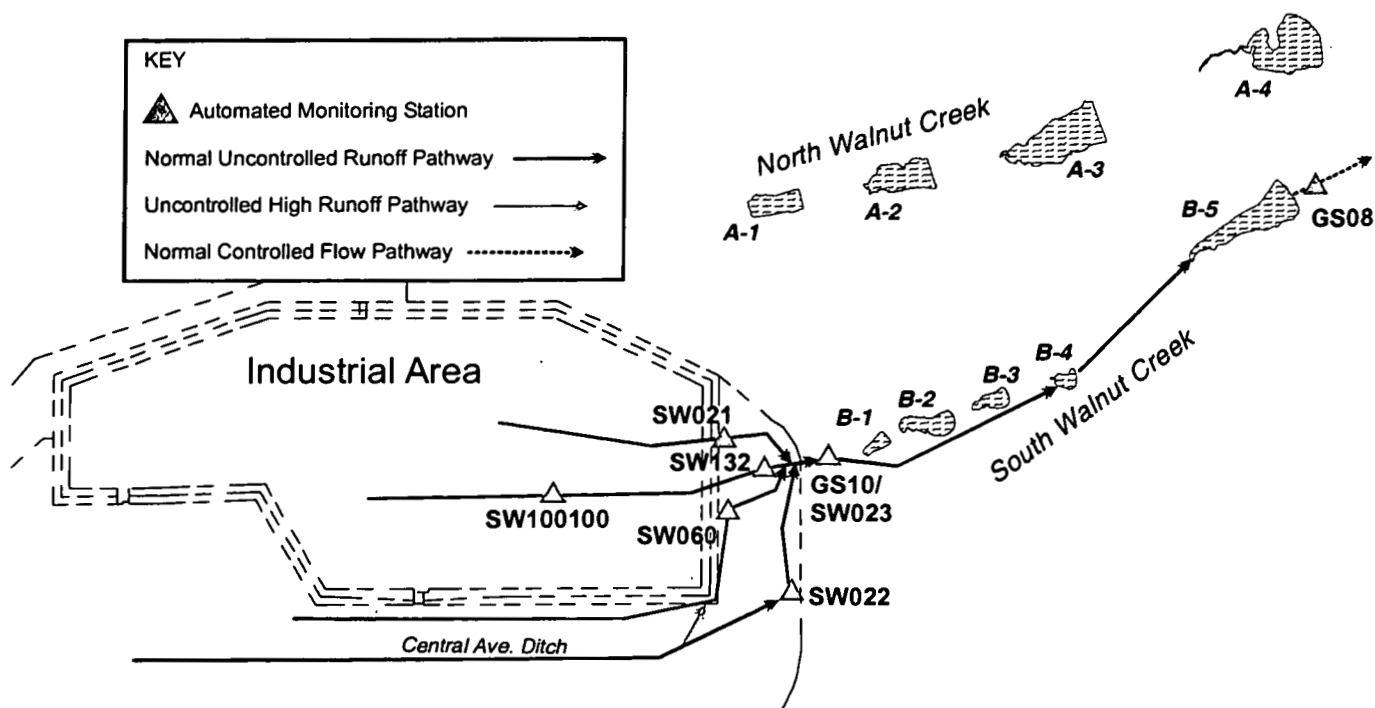 KEY
Automated Monitoring Station
Normal Uncontrolled Runoff Pathway
Uncontrolled High Runoff Pathway
Normal Controlled Flow Pathway
A-4
North Walnut Creek
A-3
A-2
A-1
B-5
GS08
Industrial Area
South Walnut Creek
B-4
B-3
B-2
B-1
SW021
SW132
GS10/
SW023
SW100100
SW060
SW022
Central Ave. Ditch